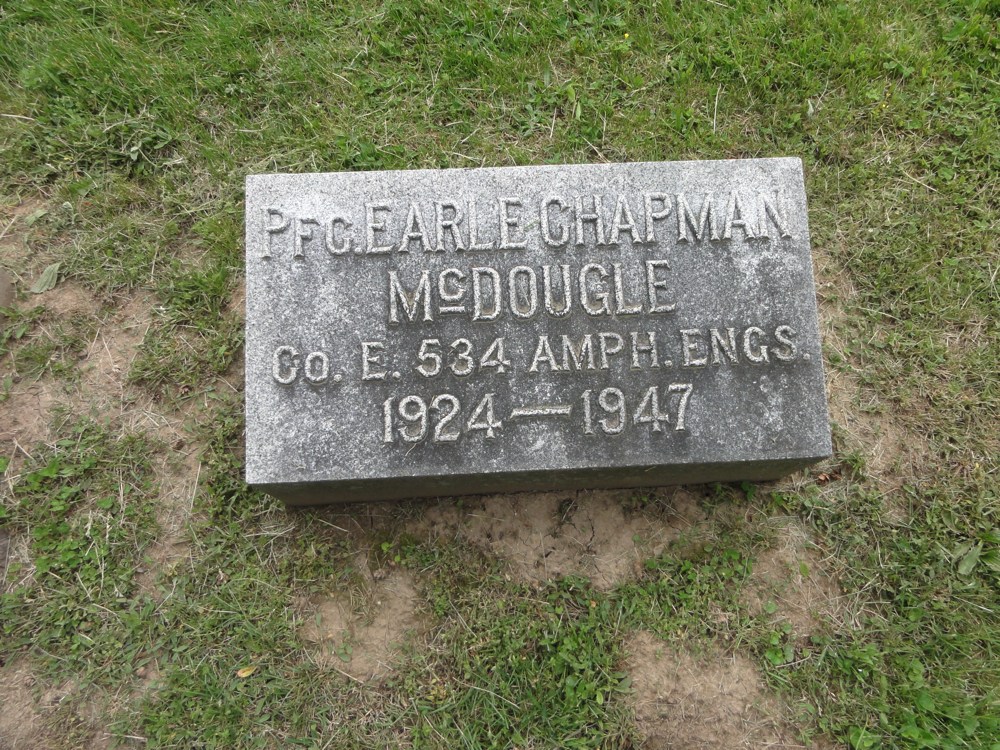 PFC. EARLE CHAPMAN
McDOUGLE
Co. E. 534 AMPH. ENGS.
1924—1947